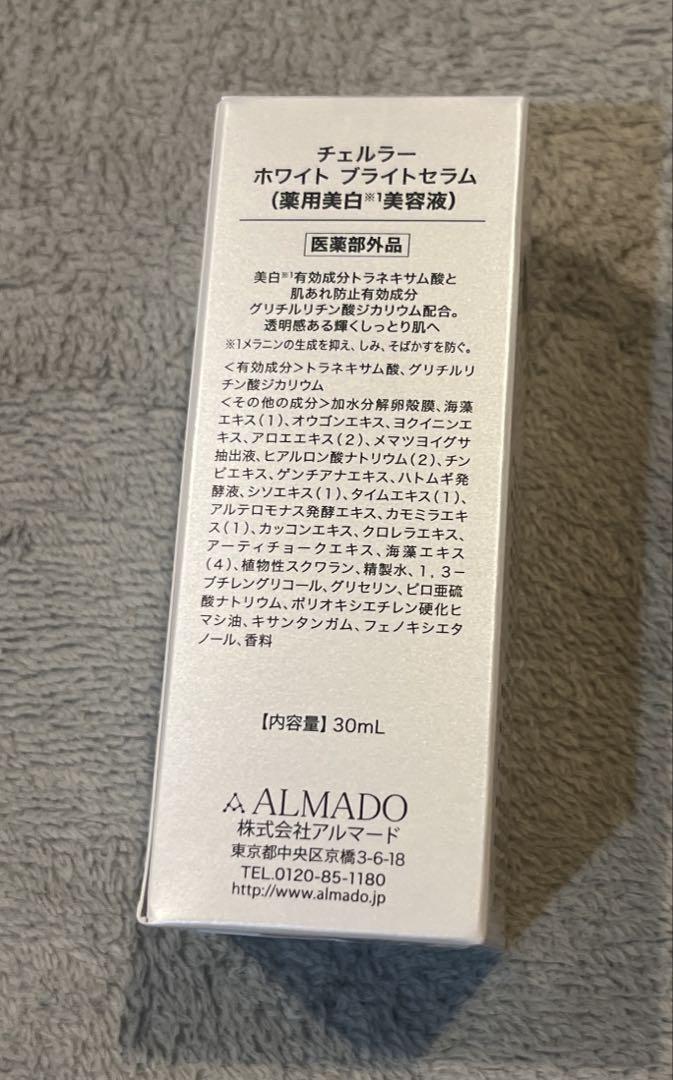 チェルラー
ホワイト ブライトセラム
(薬用美白※1美容液)
医薬部外品
美白※1有効成分トラネキサム酸と
肌あれ防止有効成分
グリチルリチン酸ジカリウム配合。
透明感ある輝くしっとり肌へ
※1メラニンの生成を抑え、しみ、そばかすを防ぐ。
<有効成分>トラネキサム酸、グリチルリ
チン酸ジカリウム
<その他の成分>加水分解卵殻膜、海藻
エキス(1)、オウゴンエキス、ヨクイニンエ
キス、アロエエキス(2)、メマツヨイグサ
抽出液、ヒアルロン酸ナトリウム(2)、チン
ピエキス、ゲンチアナエキス、ハトムギ発
酵液、シソエキス(1)、タイムエキス(1)、
アルテロモナス発酵エキス、カモミラエキ
ス(1)、カッコンエキス、クロレラエキス、
アーティチョークエキス、海藻エキス
(4)、植物性スクワラン、精製水、1,3-
ブチレングリコール、グリセリン、ピロ亜硫
酸ナトリウム、ポリオキシエチレン硬化ヒ
マシ油、キサンタンガム、フェノキシエタ
ノール、香料
【内容量】30mL
ALMADO
株式会社アルマード
東京都中央区京橋3-6-18
TEL.0120-85-1180
http://www.almado.jp